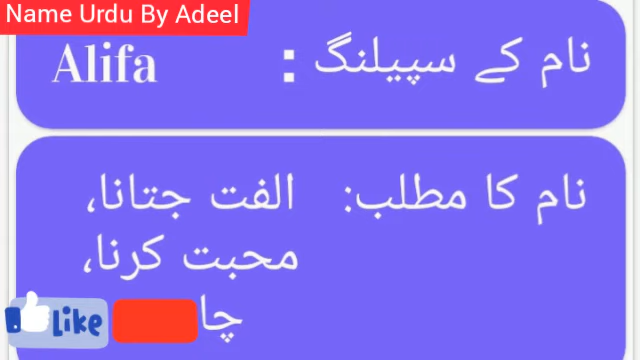 Name Urdu By Adeel
نام کے سپیلنگ : Alifa
نام کا مطلب: الفت جتانا،
محبت کرنا،
Like